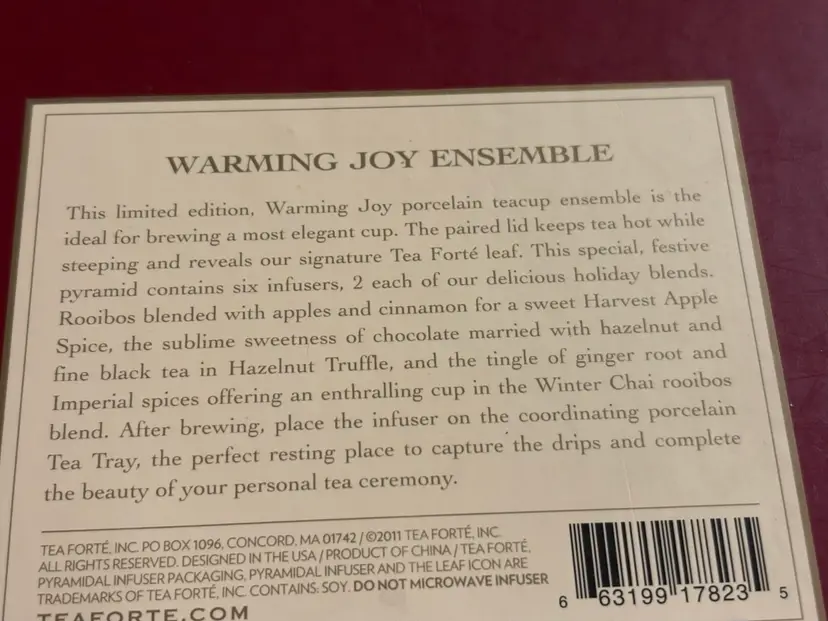 WARMING JOY ENSEMBLE
This limited edition, Warming Joy porcelain teacup ensemble is the
ideal for brewing a most elegant cup. The paired lid keeps tea hot while
steeping and reveals our signature Tea Forté leaf. This special, festive
pyramid contains six infusers, 2 each of our delicious holiday blends.
Rooibos blended with apples and cinnamon for a sweet Harvest Apple
Spice, the sublime sweetness of chocolate married with hazelnut and
fine black tea in Hazelnut Truffle, and the tingle of ginger root and
Imperial spices offering an enthralling cup in the Winter Chai rooibos
blend. After brewing, place the infuser on the coordinating porcelain
Tea Tray, the perfect resting place to capture the drips and complete
the beauty of your personal tea ceremony.
TEA FORTÉ, INC. PO BOX 1096, CONCORD, MA 01742 / ©2011 TEA FORTÉ, INC.
ALL RIGHTS RESERVED. DESIGNED IN THE USA / PRODUCT OF CHINA / TEA FORTÉ,
PYRAMIDAL INFUSER PACKAGING, PYRAMIDAL INFUSER AND THE LEAF ICON ARE
TRADEMARKS OF TEA FORTÉ, INC. CONTAINS: SOY. DO NOT MICROWAVE INFUSER
TEAFORTE.COM
6 63199 17823 5